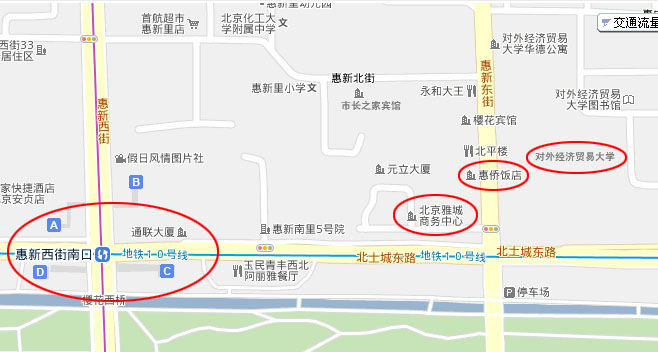 惠新里幼儿园
首航超市
惠新里店
北京化工大
学附属中学
交通流量
西街33
居住区
对外经济贸易
大学华德公寓
惠新北街
惠新里小学
市长之家宾馆
永和大王
惠新东街
对外经济贸易
大学图书馆
惠新西街
樱花宾馆
北平楼
对外经济贸易大学
假日风情图片社
元立大厦
惠侨饭店
B
家快捷酒店
京安贞店
A
北京雅城
商务中心
通联大厦
惠新南里5号院
惠新西街南口
地铁10号线
北土城东路
地铁10号线
北土城东路
D
C
玉民青丰西北
阿丽雅餐厅
樱花西桥
P
停车场